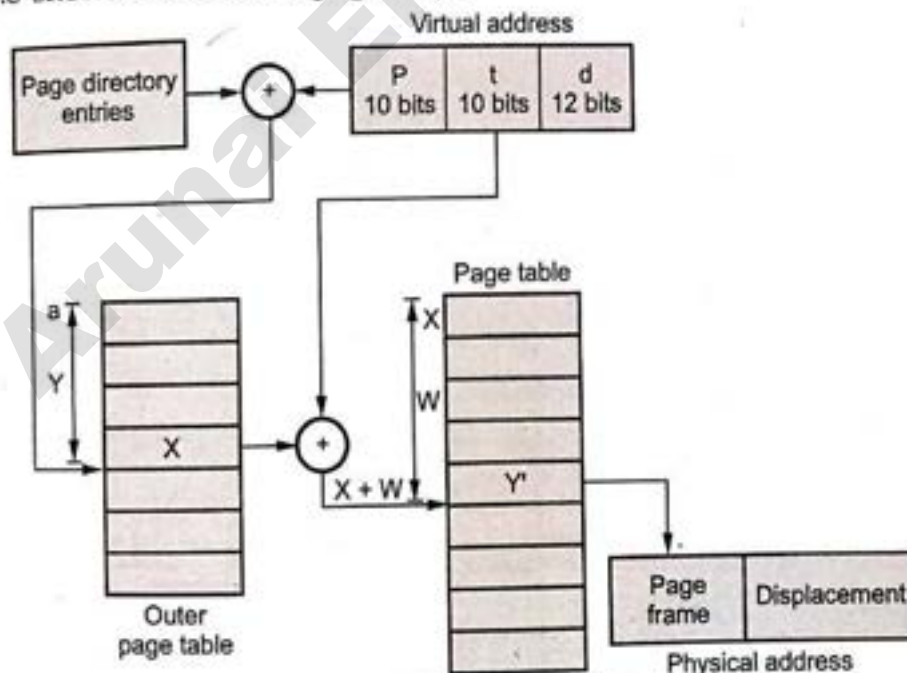 Virtual address
Page directory
entries
+
P
10 bits
t
10 bits
d
12 bits
Page table
a
Y
X
Outer
page table
+
X + W
X
W
Y'
Page
frame
Displacement
Physical address